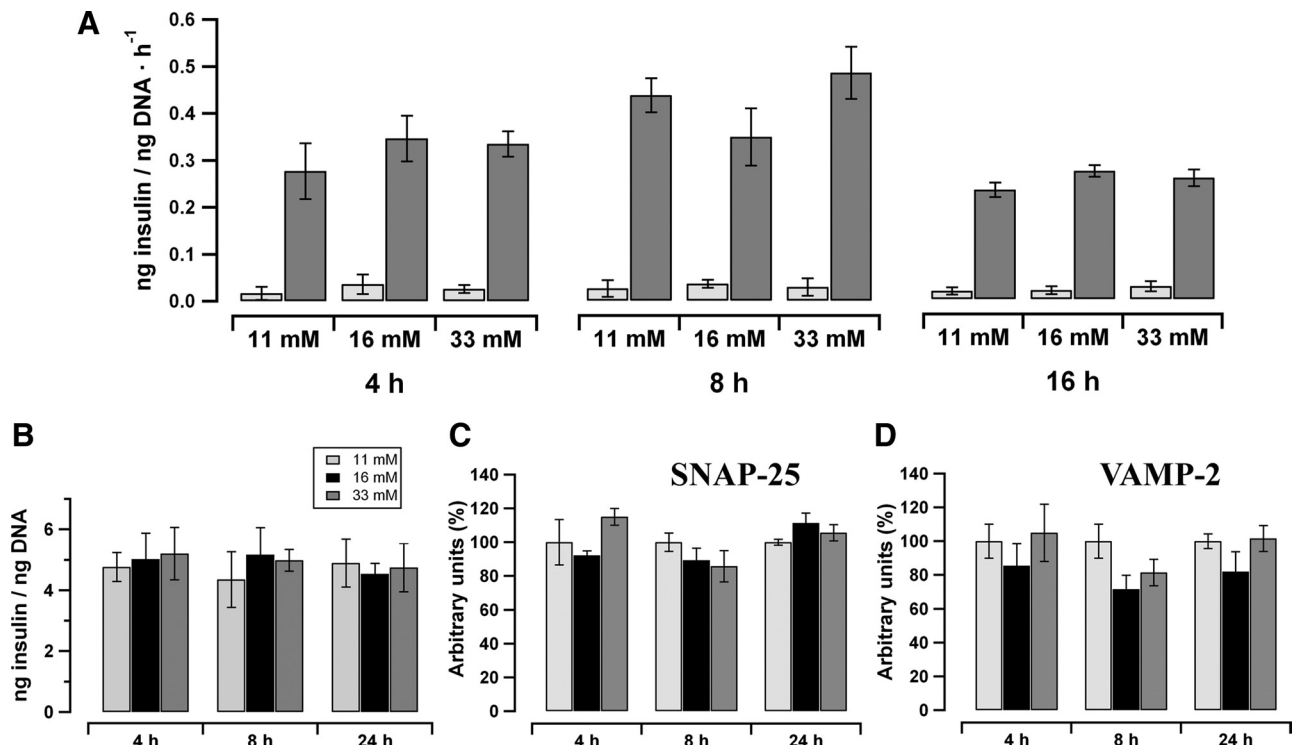 A
ng insulin / ng DNA · h⁻¹
0.6
0.5
0.4
0.3
0.2
0.1
0.0
11 mM 16 mM 33 mM 11 mM 16 mM 33 mM 11 mM 16 mM 33 mM
4 h 8 h 16 h
B
11 mM
16 mM
33 mM
ng insulin / ng DNA
6
4
2
0
4 h 8 h 24 h
C
SNAP-25
Arbitrary units (%)
140
120
100
80
60
40
20
0
4 h 8 h 24 h
D
VAMP-2
Arbitrary units (%)
140
120
100
80
60
40
20
0
4 h 8 h 24 h